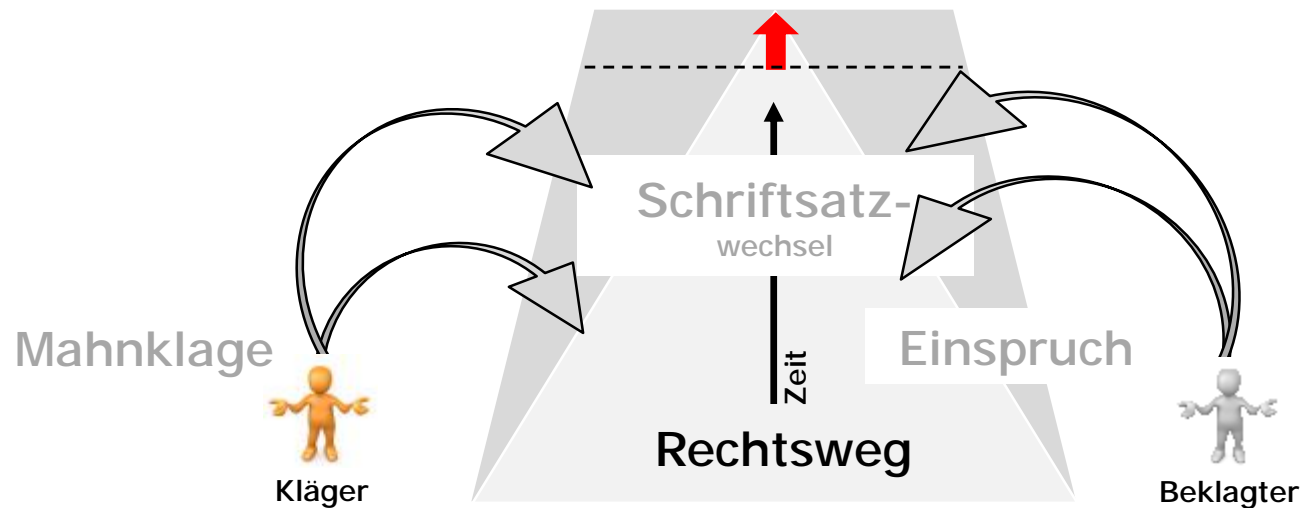 Schriftsatz-
wechsel
Mahnklage
Einspruch
Zeit
Rechtsweg
Kläger
Beklagter